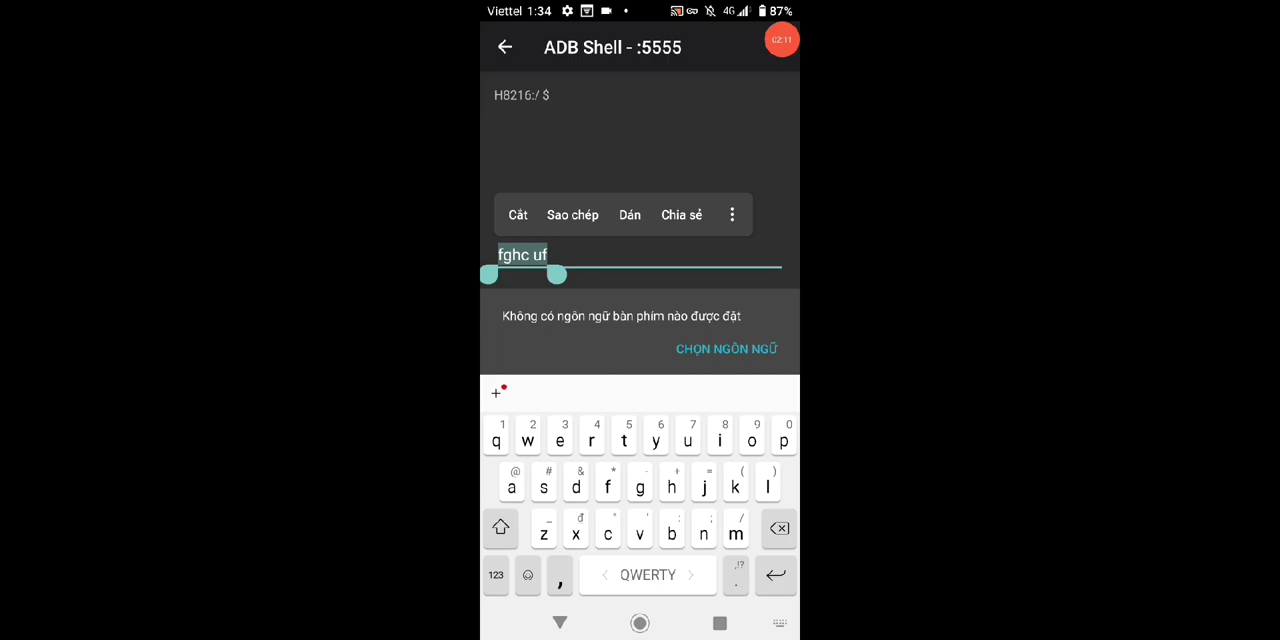 Viettel 1:34 4G 87%
ADB Shell - :5555
02:11
H8216:/ $
Cắt Sao chép Dán Chia sẻ
fghc uf
Không có ngôn ngữ bàn phím nào được đặt
CHỌN NGÔN NGỮ
+
1 2 3 4 5 6 7 8 9 0
q w e r t y u i o p
@ # & * - + = ( )
a s d f g h j k l
_ đ " ' : ; /
z x c v b n m
123 , < QWERTY > ,!? .